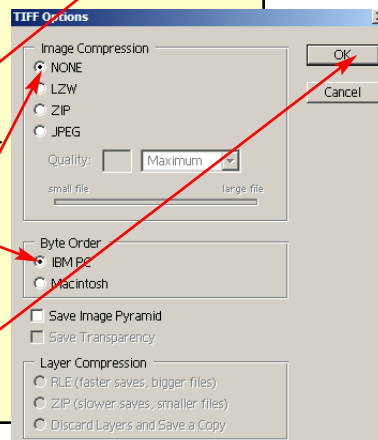 TIFF Options
Image Compression
NONE
LZW
ZIP
JPEG
Quality:
Maximum
small file
large file
OK
Cancel
Byte Order
IBM PC
Macintosh
Save Image Pyramid
Save Transparency
Layer Compression
RLE (faster saves, bigger files)
ZIP (slower saves, smaller files)
Discard Layers and Save a Copy